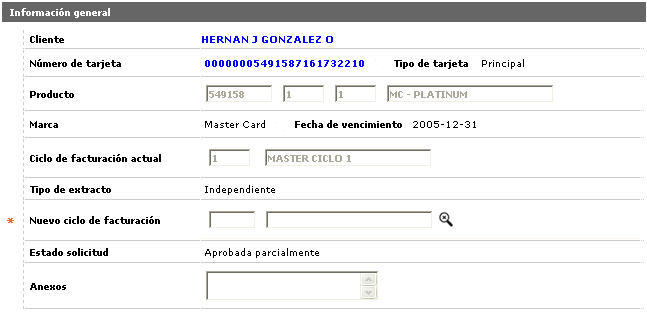 Información general
Cliente HERNAN J GONZALEZ O
Número de tarjeta 00000005491587161732210 Tipo de tarjeta Principal
Producto 549158 1 1 MC - PLATINUM
Marca Master Card Fecha de vencimiento 2005-12-31
Ciclo de facturación actual 1 MASTER CICLO 1
Tipo de extracto Independiente
* Nuevo ciclo de facturación
Estado solicitud Aprobada parcialmente
Anexos